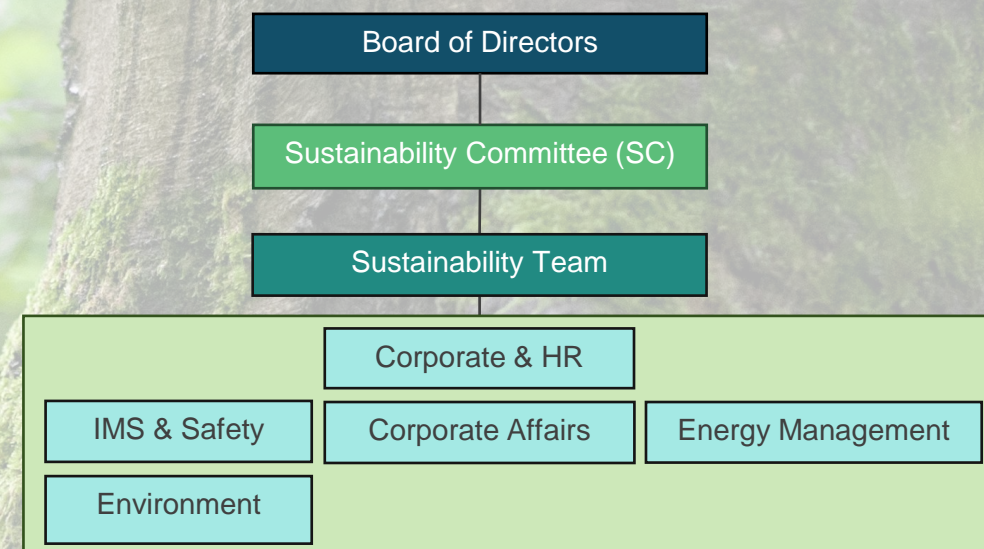 Board of Directors
Sustainability Committee (SC)
Sustainability Team
Corporate & HR
IMS & Safety
Corporate Affairs
Energy Management
Environment